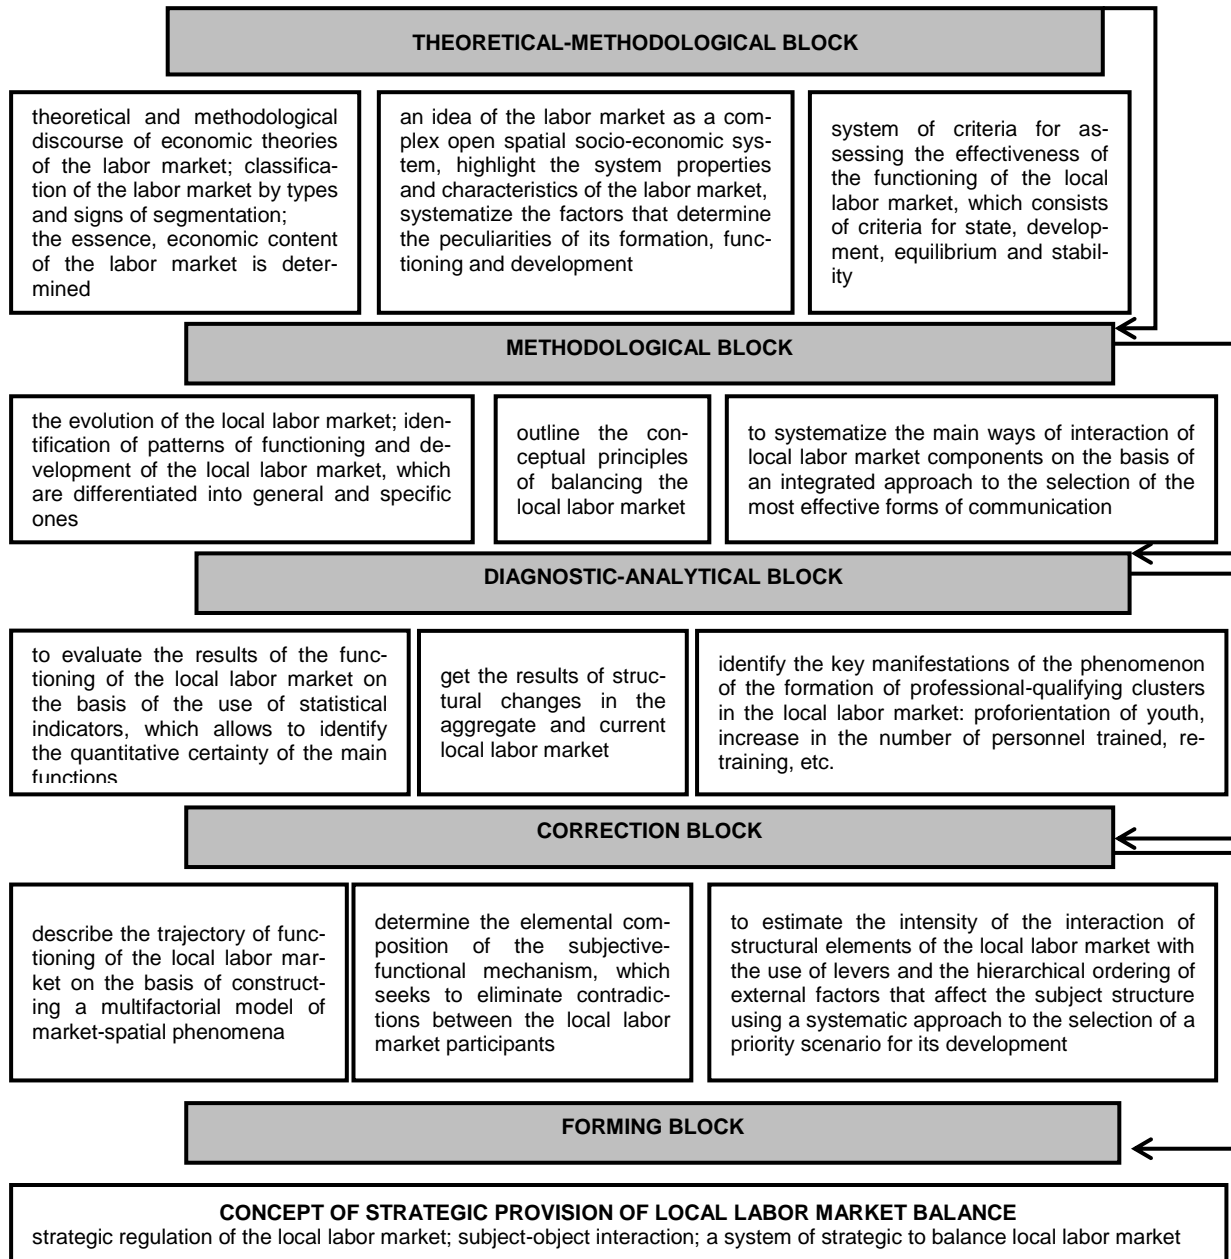 THEORETICAL-METHODOLOGICAL BLOCK
theoretical and methodological
discourse of economic theories
of the labor market; classifica-
tion of the labor market by types
and signs of segmentation;
the essence, economic content
of the labor market is deter-
mined
an idea of the labor market as a com-
plex open spatial socio-economic sys-
tem, highlight the system properties
and characteristics of the labor market,
systematize the factors that determine
the peculiarities of its formation, func-
tioning and development
system of criteria for as-
sessing the effectiveness of
the functioning of the local
labor market, which consists
of criteria for state, develop-
ment, equilibrium and stabil-
ity
METHODOLOGICAL BLOCK
the evolution of the local labor market; iden-
tification of patterns of functioning and de-
velopment of the local labor market, which
are differentiated into general and specific
ones
outline the con-
ceptual principles
of balancing the
local labor market
to systematize the main ways of interaction of
local labor market components on the basis of
an integrated approach to the selection of the
most effective forms of communication
DIAGNOSTIC-ANALYTICAL BLOCK
to evaluate the results of the func-
tioning of the local labor market on
the basis of the use of statistical
indicators, which allows to identify
the quantitative certainty of the main
functions
get the results of struc-
tural changes in the
aggregate and current
local labor market
identify the key manifestations of the phenomenon
of the formation of professional-qualifying clusters
in the local labor market: proforientation of youth,
increase in the number of personnel trained, re-
training, etc.
CORRECTION BLOCK
describe the trajectory of func-
tioning of the local labor mar-
ket on the basis of construct-
ing a multifactorial model of
market-spatial phenomena
determine the elemental com-
position of the subjective-
functional mechanism, which
seeks to eliminate contradic-
tions between the local labor
market participants
to estimate the intensity of the interaction of
structural elements of the local labor market with
the use of levers and the hierarchical ordering of
external factors that affect the subject structure
using a systematic approach to the selection of a
priority scenario for its development
FORMING BLOCK
CONCEPT OF STRATEGIC PROVISION OF LOCAL LABOR MARKET BALANCE
strategic regulation of the local labor market; subject-object interaction; a system of strategic to balance local labor market